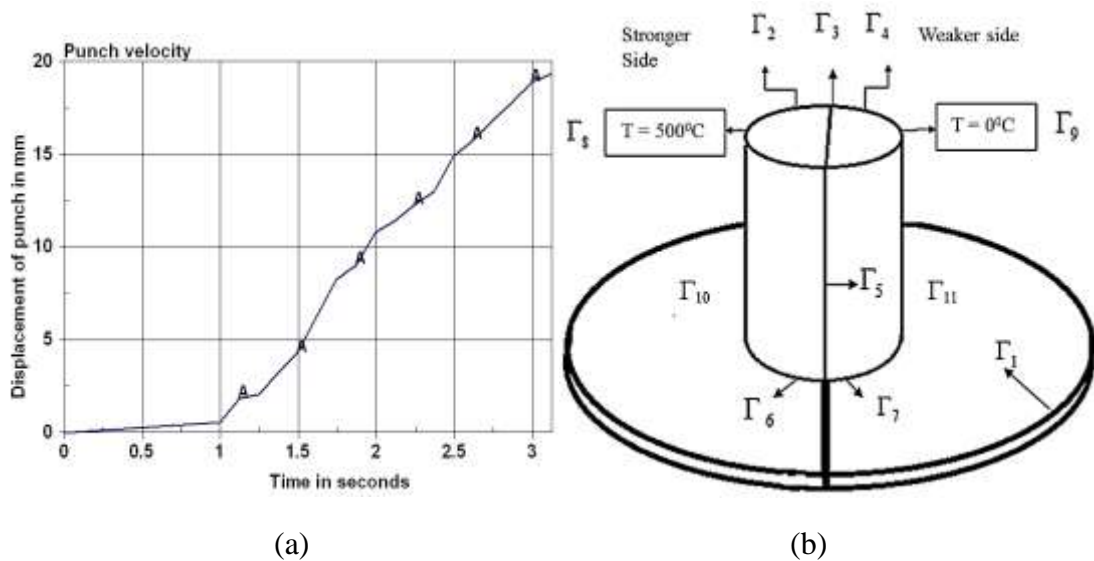 Punch velocity
20
15
10
5
0
Displacement of punch in mm
0 0.5 1 1.5 2 2.5 3
Time in seconds
A A A A A A
(a)
Stronger
Side
Γ2 Γ3 Γ4
Weaker side
Γs T = 500⁰C
T = 0⁰C Γ9
Γ10 Γ5 Γ11
Γ1
Γ6 Γ7
(b)